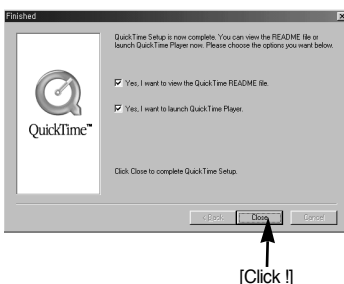 Finished
QuickTime Setup is now complete. You can view the README file or
launch QuickTime Player now. Please choose the options you want below.
Yes, I want to view the QuickTime README file.
Yes, I want to launch QuickTime Player.
QuickTime™
Click Close to complete QuickTime Setup.
< Back Close Cancel
[Click !]